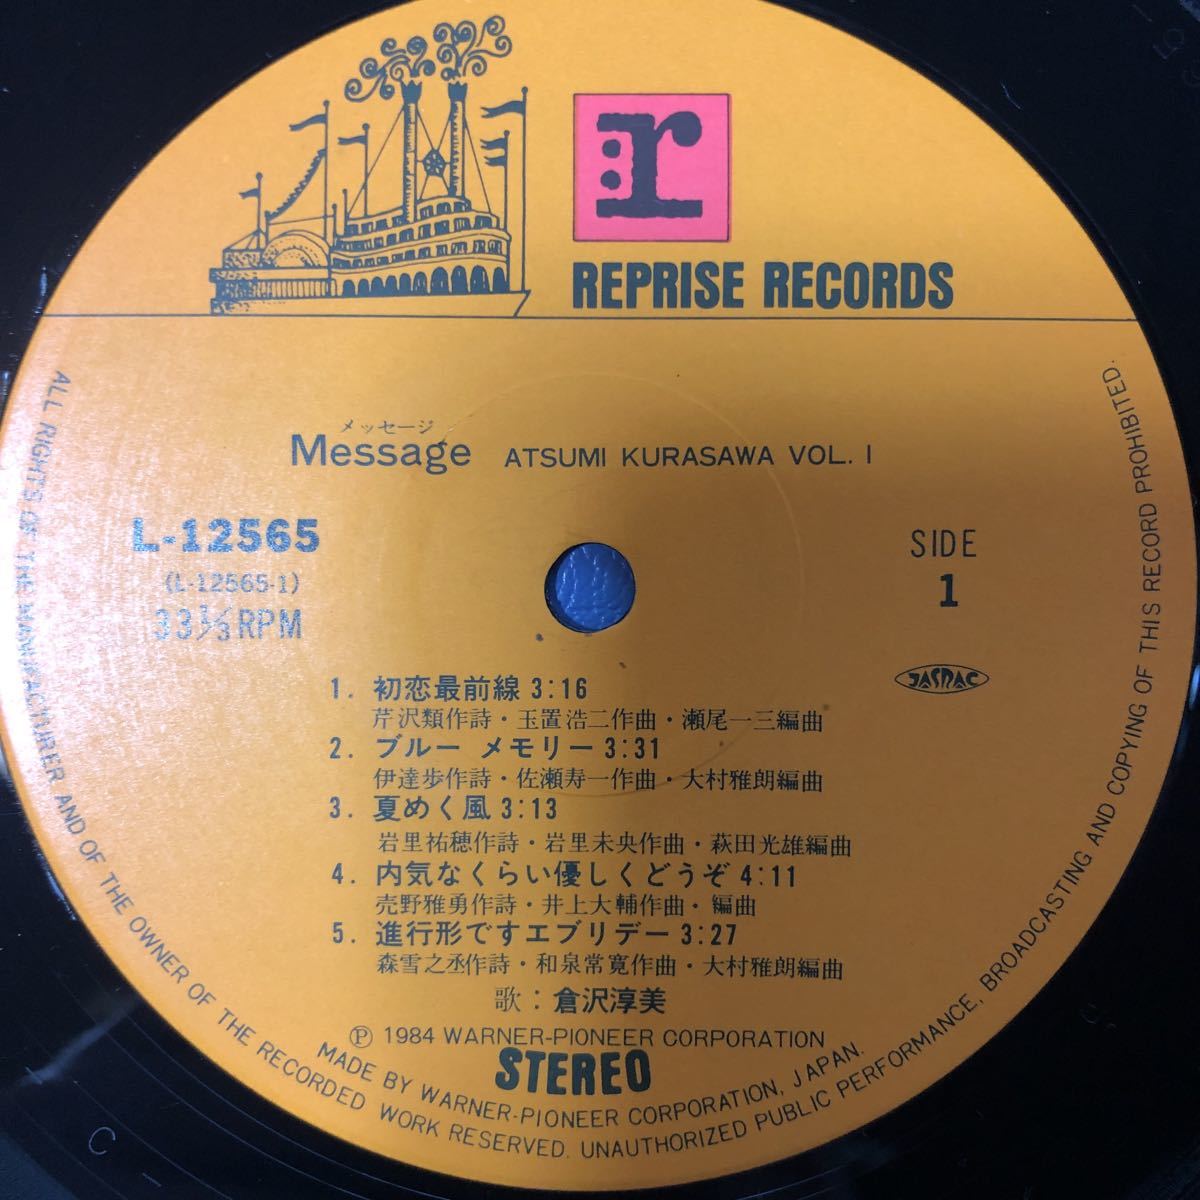 r
REPRISE RECORDS
メッセージ
Message ATSUMI KURASAWA VOL. I
L-12565
(L-12565-1)
33⅓RPM
SIDE
1
JASRAC
1. 初恋最前線 3:16
芹沢類作詩・玉置浩二作曲・瀬尾一三編曲
2. ブルー メモリー 3:31
伊達歩作詩・佐瀬寿一作曲・大村雅朗編曲
3. 夏めく風 3:13
岩里祐穂作詩・岩里未央作曲・萩田光雄編曲
4. 内気なくらい優しくどうぞ 4:11
売野雅勇作詩・井上大輔作曲・編曲
5. 進行形ですエブリデー 3:27
森雪之丞作詩・和泉常寛作曲・大村雅朗編曲
歌：倉沢淳美
Ⓟ 1984 WARNER-PIONEER CORPORATION
STEREO
MADE BY WARNER-PIONEER CORPORATION, JAPAN.
ALL RIGHTS OF THE MANUFACTURER AND OF THE OWNER OF THE RECORDED WORK RESERVED. UNAUTHORIZED PUBLIC PERFORMANCE, BROADCASTING AND COPYING OF THIS RECORD PROHIBITED.